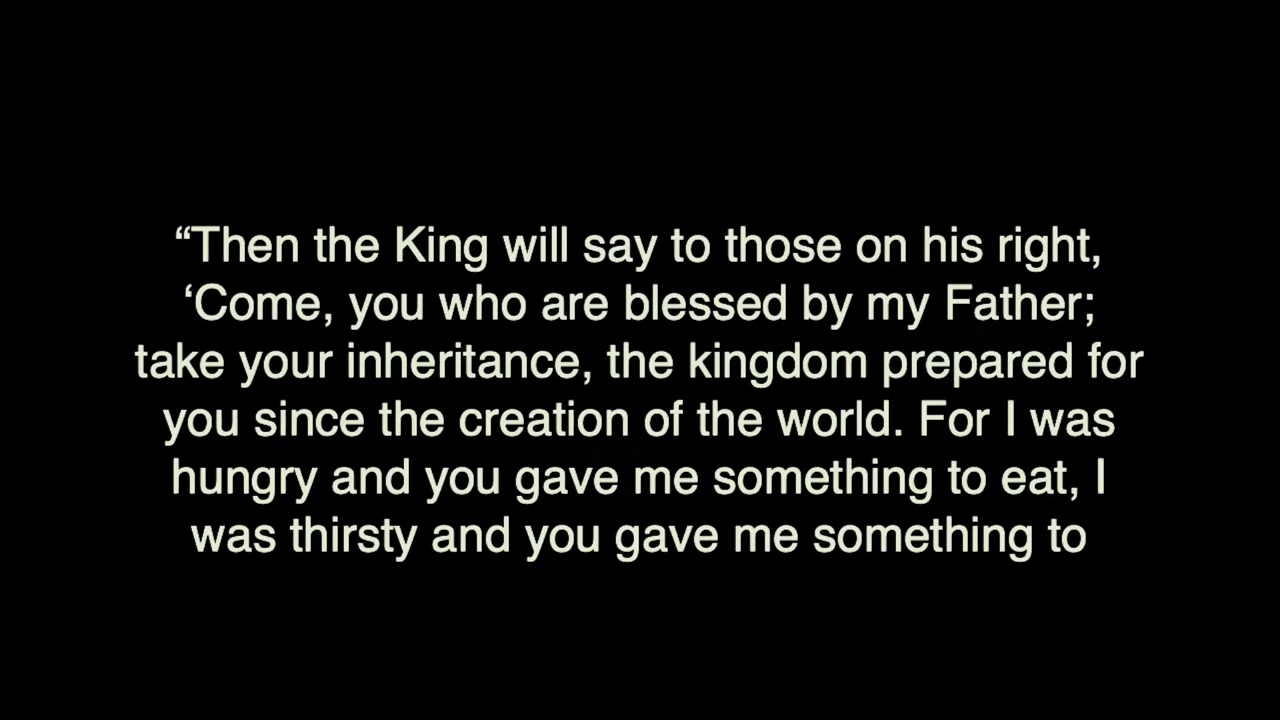 “Then the King will say to those on his right,
‘Come, you who are blessed by my Father;
take your inheritance, the kingdom prepared for
you since the creation of the world. For I was
hungry and you gave me something to eat, I
was thirsty and you gave me something to